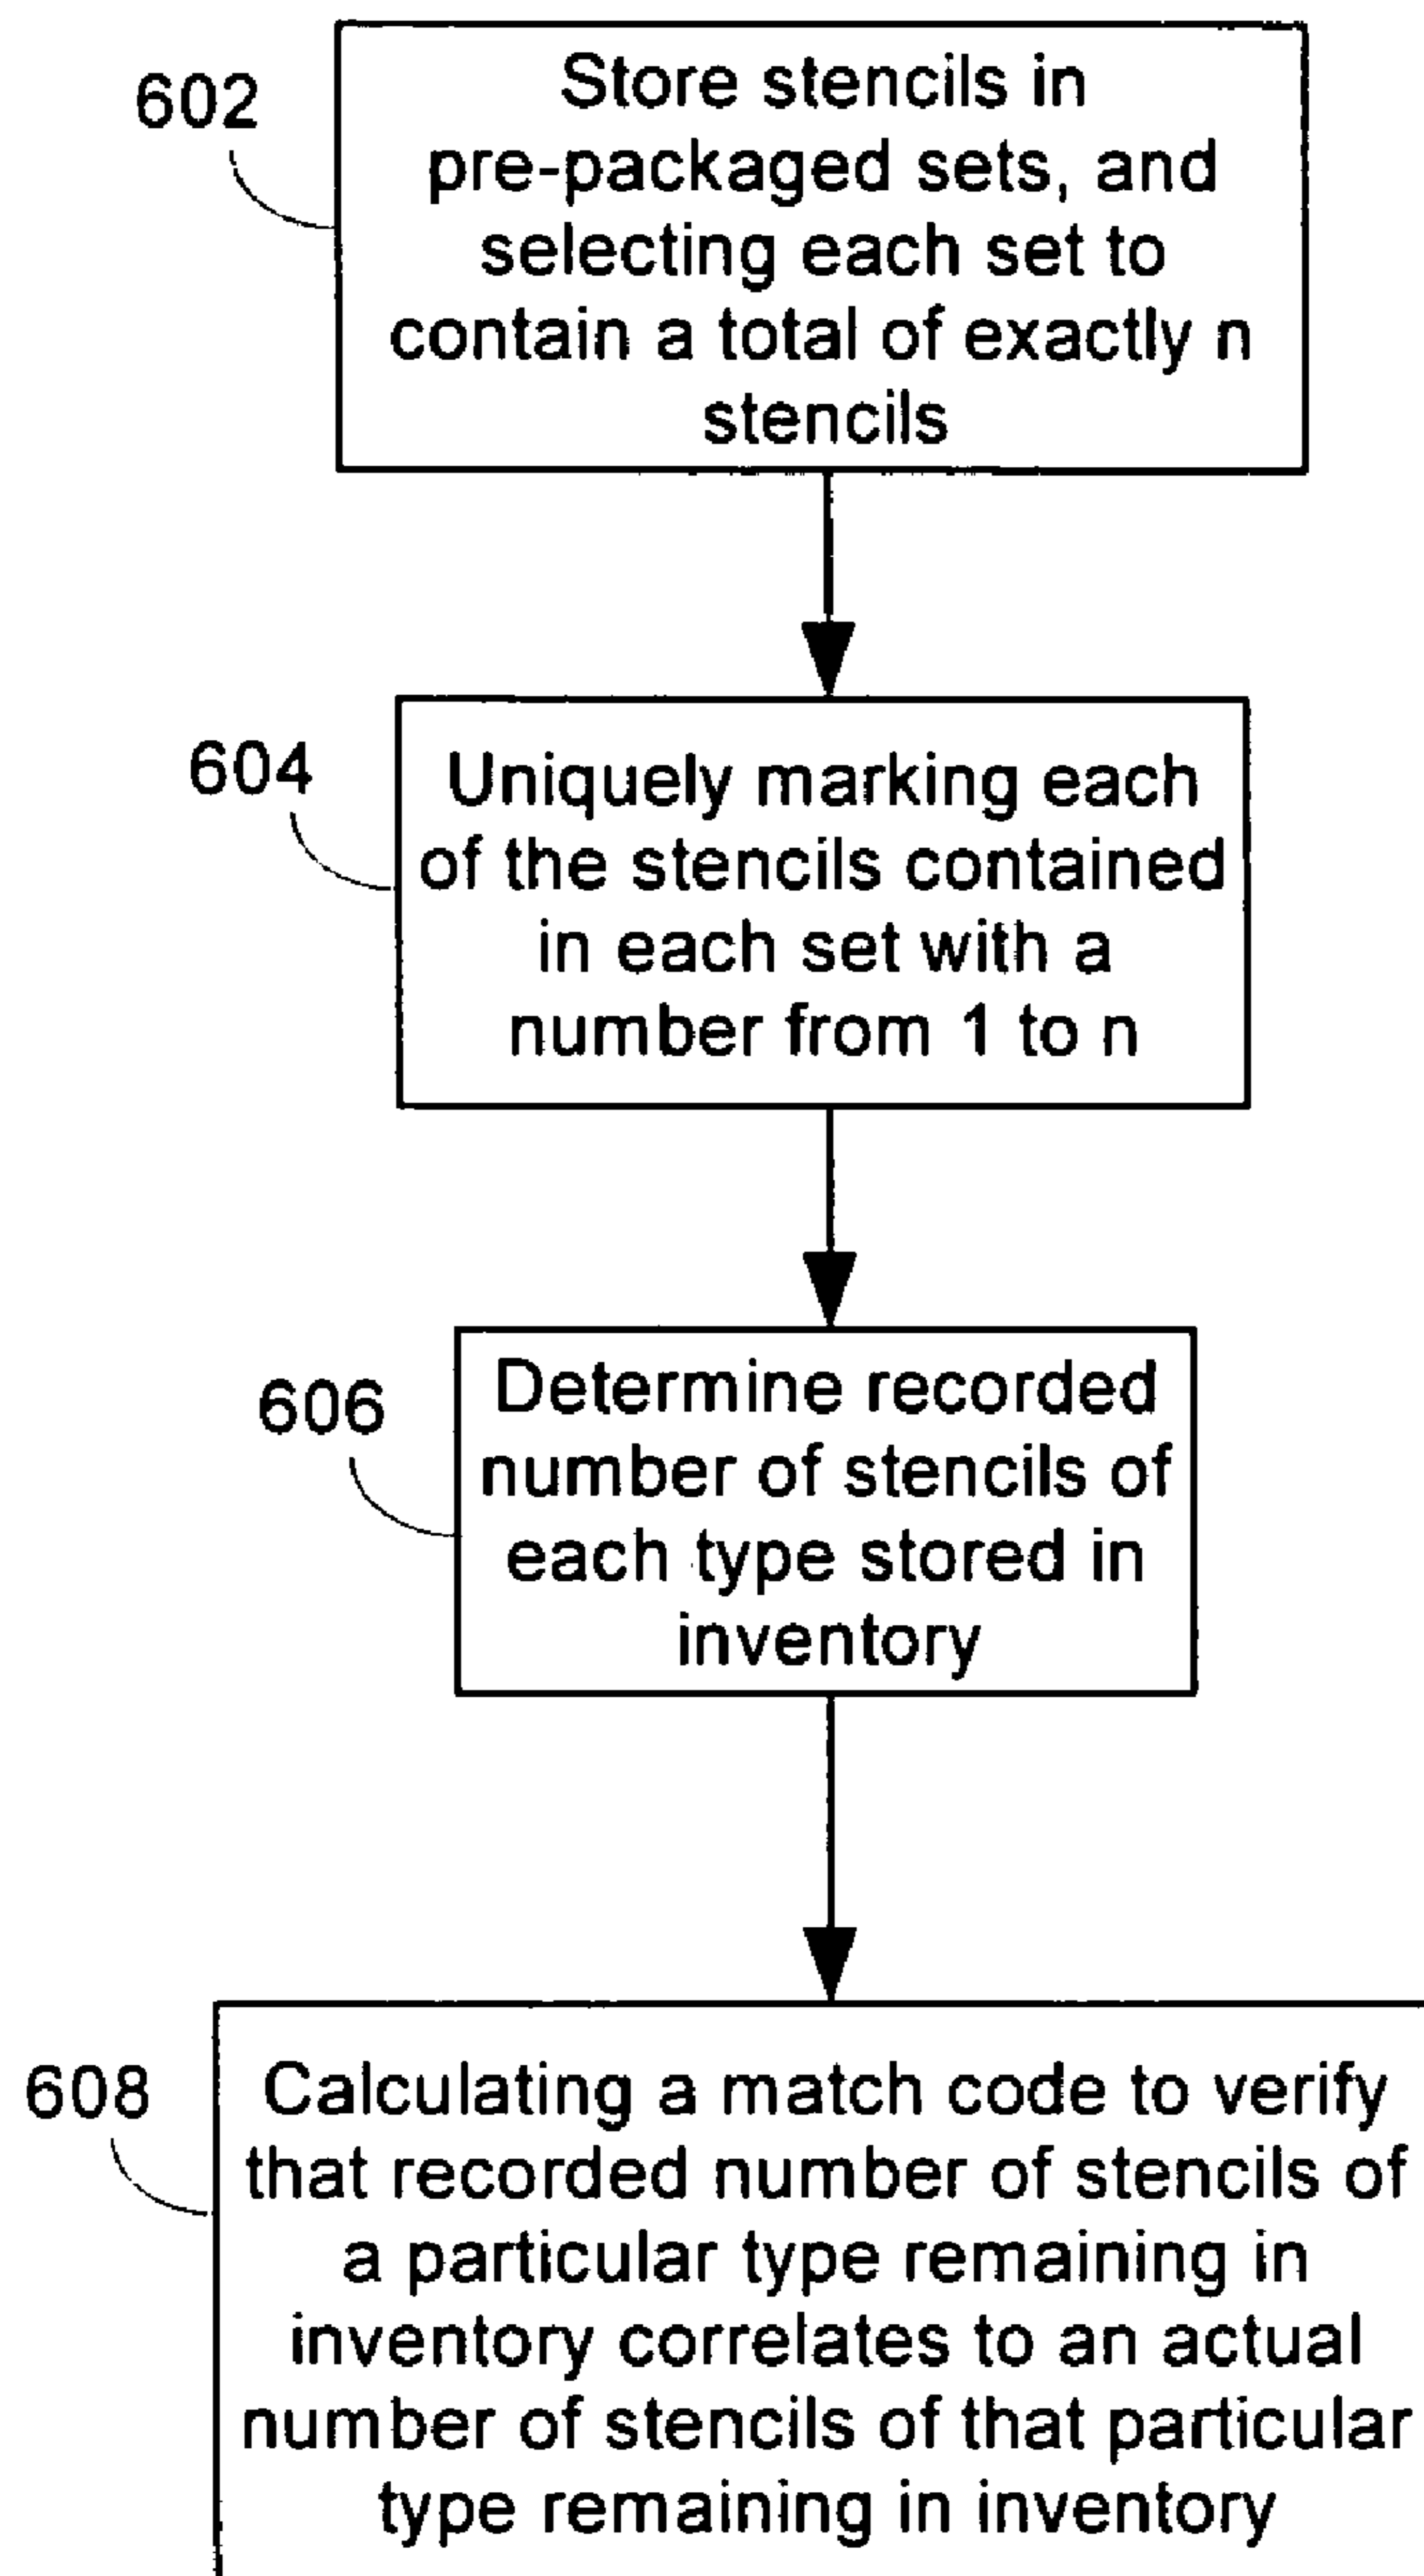 602
Store stencils in
pre-packaged sets, and
selecting each set to
contain a total of exactly n
stencils
604
Uniquely marking each
of the stencils contained
in each set with a
number from 1 to n
606
Determine recorded
number of stencils of
each type stored in
inventory
608
Calculating a match code to verify
that recorded number of stencils of
a particular type remaining in
inventory correlates to an actual
number of stencils of that particular
type remaining in inventory